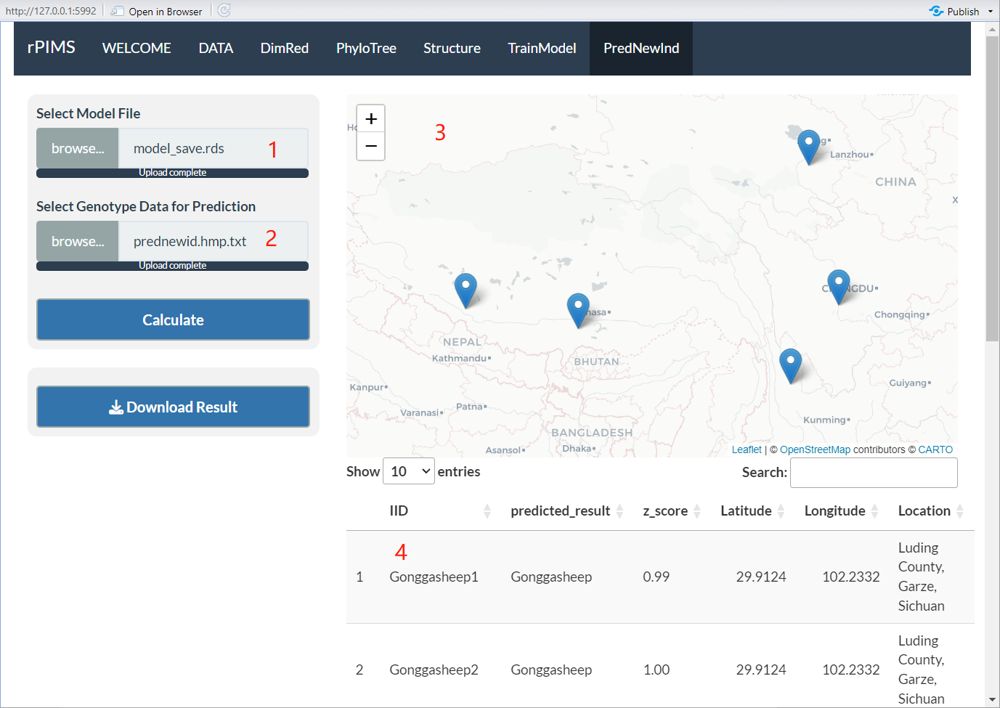 http://127.0.0.1:5992 Open in Browser Publish
rPIMS WELCOME DATA DimRed PhyloTree Structure TrainModel PredNewInd
Select Model File
browse... model_save.rds 1
Upload complete
Select Genotype Data for Prediction
browse... prednewid.hmp.txt 2
Upload complete
Calculate
Download Result
+
−
3
Lanzhou
CHINA
CHENGDU
Chongqing
NEPAL
Kathmandu
BHUTAN
Kanpur
Guiyang
Varanasi
Patna
Kunming
BANGLADESH
Asansol
Dhaka
Leaflet | © OpenStreetMap contributors © CARTO
Show 10 entries Search:
IID predicted_result z_score Latitude Longitude Location
4
1 Gonggasheep1 Gonggasheep 0.99 29.9124 102.2332 Luding
County,
Garze,
Sichuan
2 Gonggasheep2 Gonggasheep 1.00 29.9124 102.2332 Luding
County,
Garze,
Sichuan